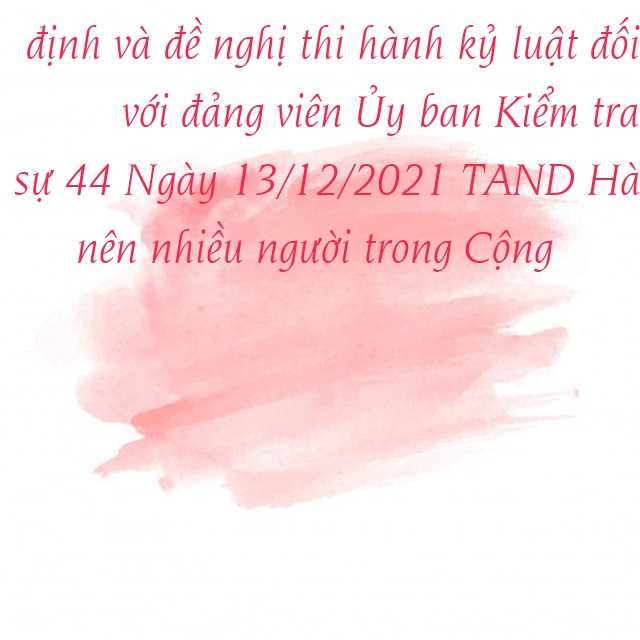 định và đề nghị thi hành kỷ luật đối
với đảng viên Ủy ban Kiểm tra
sự 44 Ngày 13/12/2021 TAND Hà
nên nhiều người trong Cộng